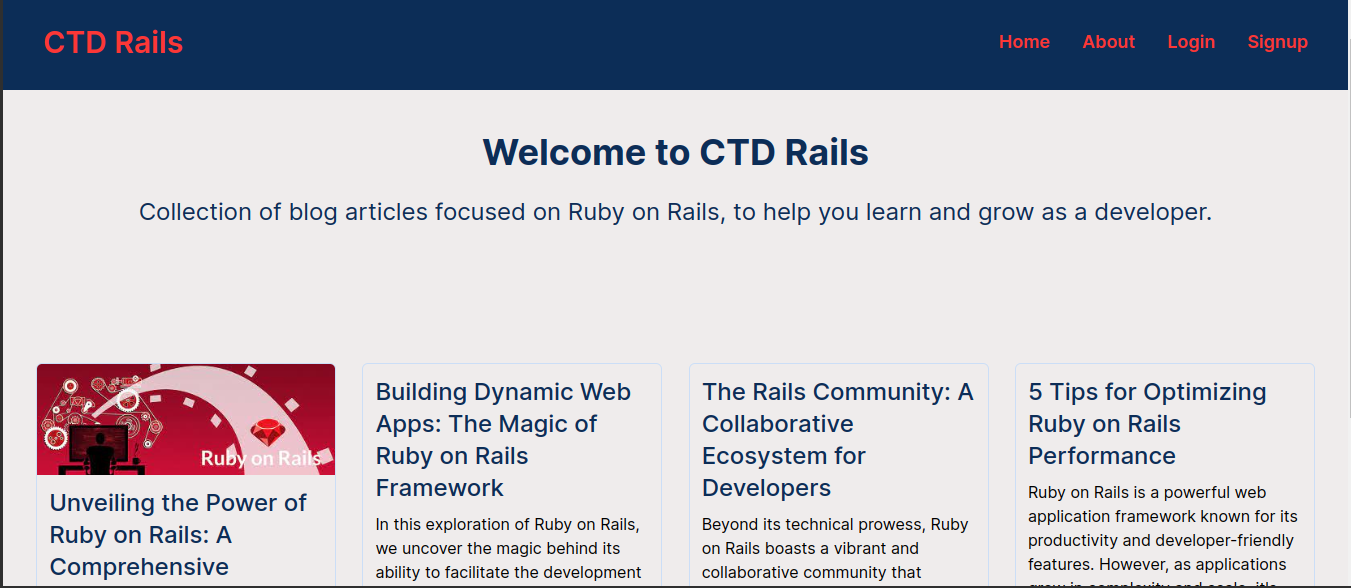 CTD Rails
Home About Login Signup
Welcome to CTD Rails
Collection of blog articles focused on Ruby on Rails, to help you learn and grow as a developer.
Ruby on Rails
Unveiling the Power of
Ruby on Rails: A
Comprehensive
Building Dynamic Web
Apps: The Magic of
Ruby on Rails
Framework
In this exploration of Ruby on Rails,
we uncover the magic behind its
ability to facilitate the development
The Rails Community: A
Collaborative
Ecosystem for
Developers
Beyond its technical prowess, Ruby
on Rails boasts a vibrant and
collaborative community that
5 Tips for Optimizing
Ruby on Rails
Performance
Ruby on Rails is a powerful web
application framework known for its
productivity and developer-friendly
features. However, as applications
grow in complexity and scale, it's